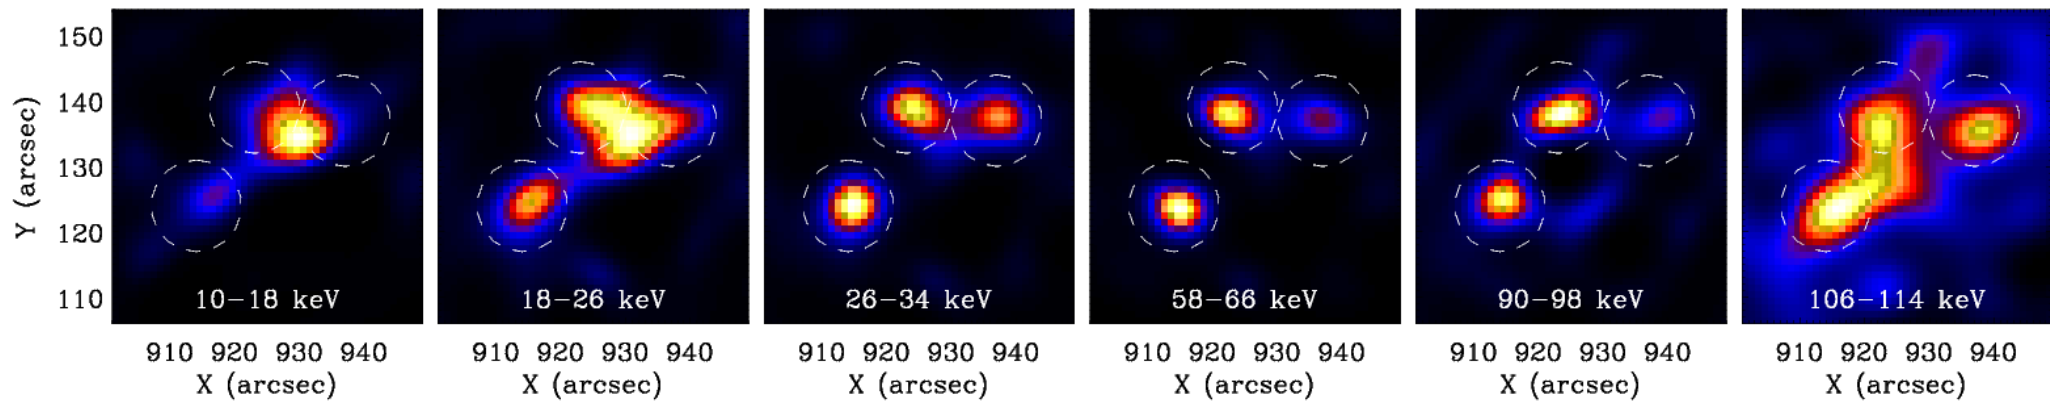 150
140
130
120
110
Y (arcsec)
10−18 keV
18−26 keV
26−34 keV
58−66 keV
90−98 keV
106−114 keV
910 920 930 940
910 920 930 940
910 920 930 940
910 920 930 940
910 920 930 940
910 920 930 940
X (arcsec)
X (arcsec)
X (arcsec)
X (arcsec)
X (arcsec)
X (arcsec)